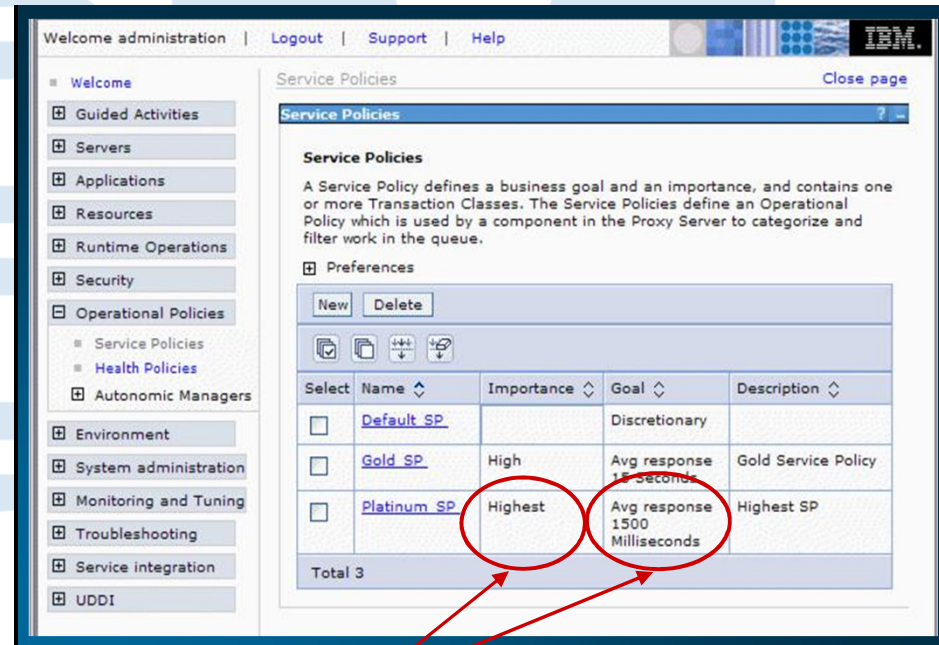 Welcome administration | Logout | Support | Help IBM.
Welcome
Guided Activities
Servers
Applications
Resources
Runtime Operations
Security
Operational Policies
Service Policies
Health Policies
Autonomic Managers
Environment
System administration
Monitoring and Tuning
Troubleshooting
Service integration
UDDI
Service Policies Close page
Service Policies ? -
Service Policies
A Service Policy defines a business goal and an importance, and contains one
or more Transaction Classes. The Service Policies define an Operational
Policy which is used by a component in the Proxy Server to categorize and
filter work in the queue.
Preferences
New Delete
Select Name Importance Goal Description
Default_SP Discretionary
Gold_SP High Avg response Gold Service Policy
15 Seconds
Platinum_SP Highest Avg response Highest SP
1500
Milliseconds
Total 3